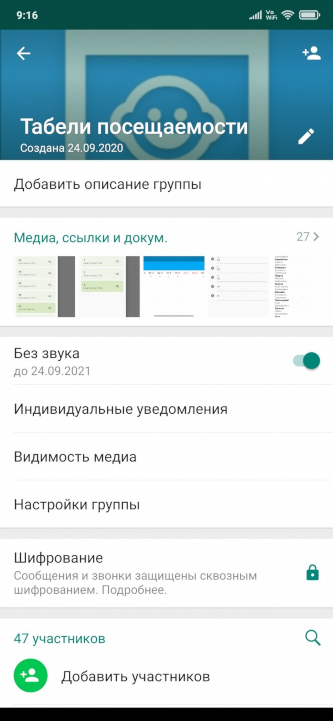 9:16
Vo
WiFi
Табели посещаемости
Создана 24.09.2020
Добавить описание группы
Медиа, ссылки и докум.
27
Без звука
до 24.09.2021
Индивидуальные уведомления
Видимость медиа
Настройки группы
Шифрование
Сообщения и звонки защищены сквозным
шифрованием. Подробнее.
47 участников
Добавить участников